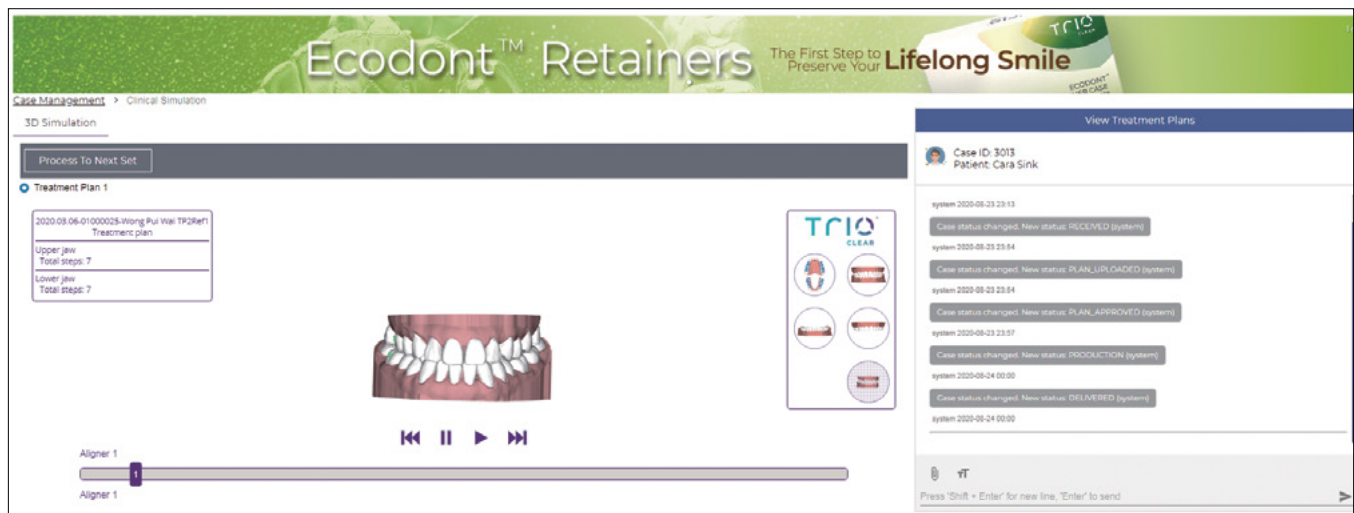 Ecodont™ Retainers
The First Step to
Preserve Your Lifelong Smile
TRIO
ECODONT™
Case Management > Clinical Simulation
3D Simulation
Process To Next Set
Treatment Plan 1
2020.03.06-01000025-Wong Pui Wai TP2Ref1
Treatment plan
Upper jaw
Total steps: 7
Lower jaw
Total steps: 7
TRIO
CLEAR
Aligner 1
1
Aligner 1
View Treatment Plans
Case ID: 3013
Patient: Cara Sink
system 2020-08-23 23:13
Case status changed. New status: RECEIVED (system)
system 2020-08-23 23:54
Case status changed. New status: PLAN_UPLOADED (system)
system 2020-08-23 23:54
Case status changed. New status: PLAN_APPROVED (system)
system 2020-08-23 23:57
Case status changed. New status: PRODUCTION (system)
system 2020-08-24 00:00
Case status changed. New status: DELIVERED (system)
system 2020-08-24 00:00
Press 'Shift + Enter' for new line, 'Enter' to send